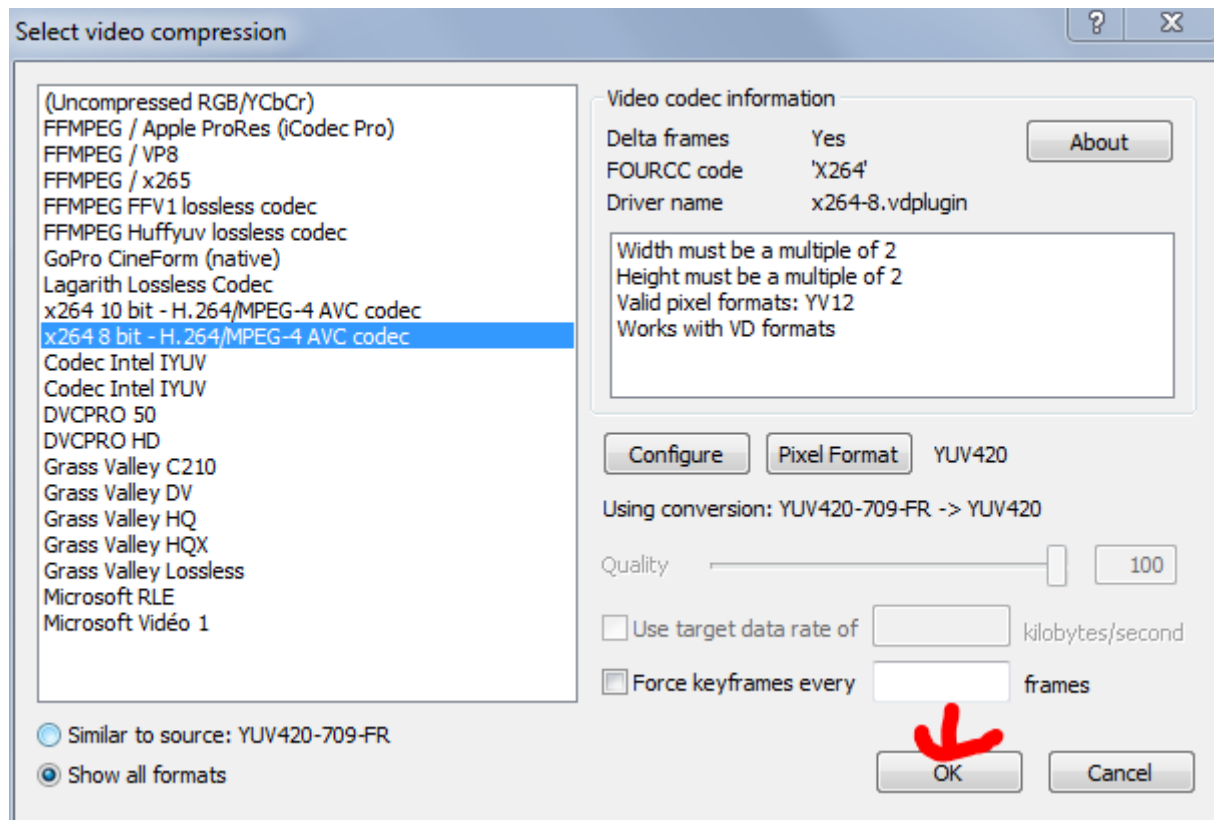 Select video compression
(Uncompressed RGB/YCbCr)
FFMPEG / Apple ProRes (iCodec Pro)
FFMPEG / VP8
FFMPEG / x265
FFMPEG FFV1 lossless codec
FFMPEG Huffyuv lossless codec
GoPro CineForm (native)
Lagarith Lossless Codec
x264 10 bit - H.264/MPEG-4 AVC codec
x264 8 bit - H.264/MPEG-4 AVC codec
Codec Intel IYUV
Codec Intel IYUV
DVCPRO 50
DVCPRO HD
Grass Valley C210
Grass Valley DV
Grass Valley HQ
Grass Valley HQX
Grass Valley Lossless
Microsoft RLE
Microsoft Vidéo 1
Similar to source: YUV420-709-FR
Show all formats
Video codec information
Delta frames Yes
About
FOURCC code 'X264'
Driver name x264-8.vdplugin
Width must be a multiple of 2
Height must be a multiple of 2
Valid pixel formats: YV12
Works with VD formats
Configure Pixel Format YUV420
Using conversion: YUV420-709-FR -> YUV420
Quality 100
Use target data rate of kilobytes/second
Force keyframes every frames
OK Cancel